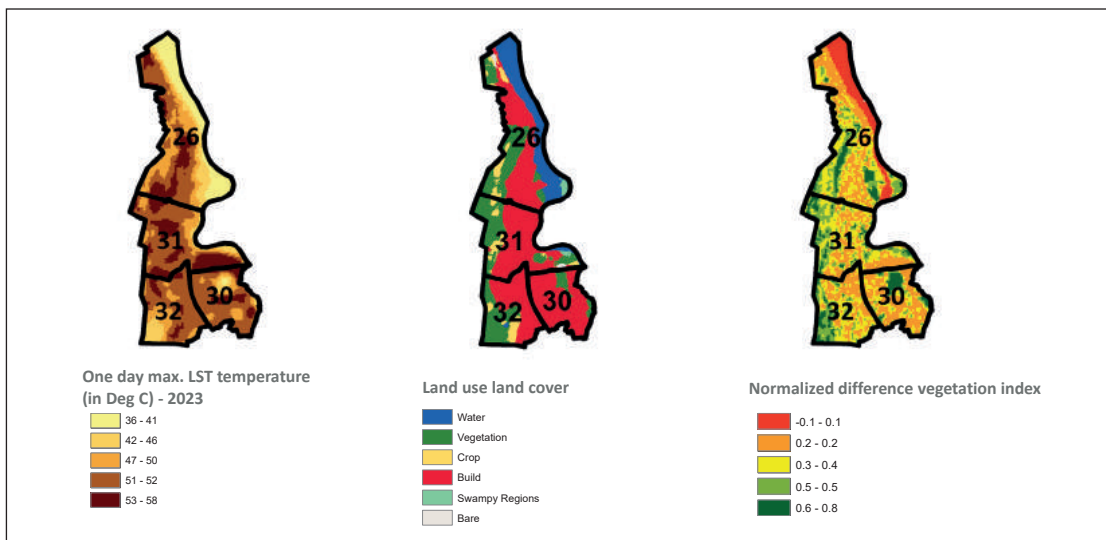 26
31
32
30
26
31
32
30
26
31
32
30
One day max. LST temperature
(in Deg C) - 2023
36 - 41
42 - 46
47 - 50
51 - 52
53 - 58
Land use land cover
Water
Vegetation
Crop
Build
Swampy Regions
Bare
Normalized difference vegetation index
-0.1 - 0.1
0.2 - 0.2
0.3 - 0.4
0.5 - 0.5
0.6 - 0.8